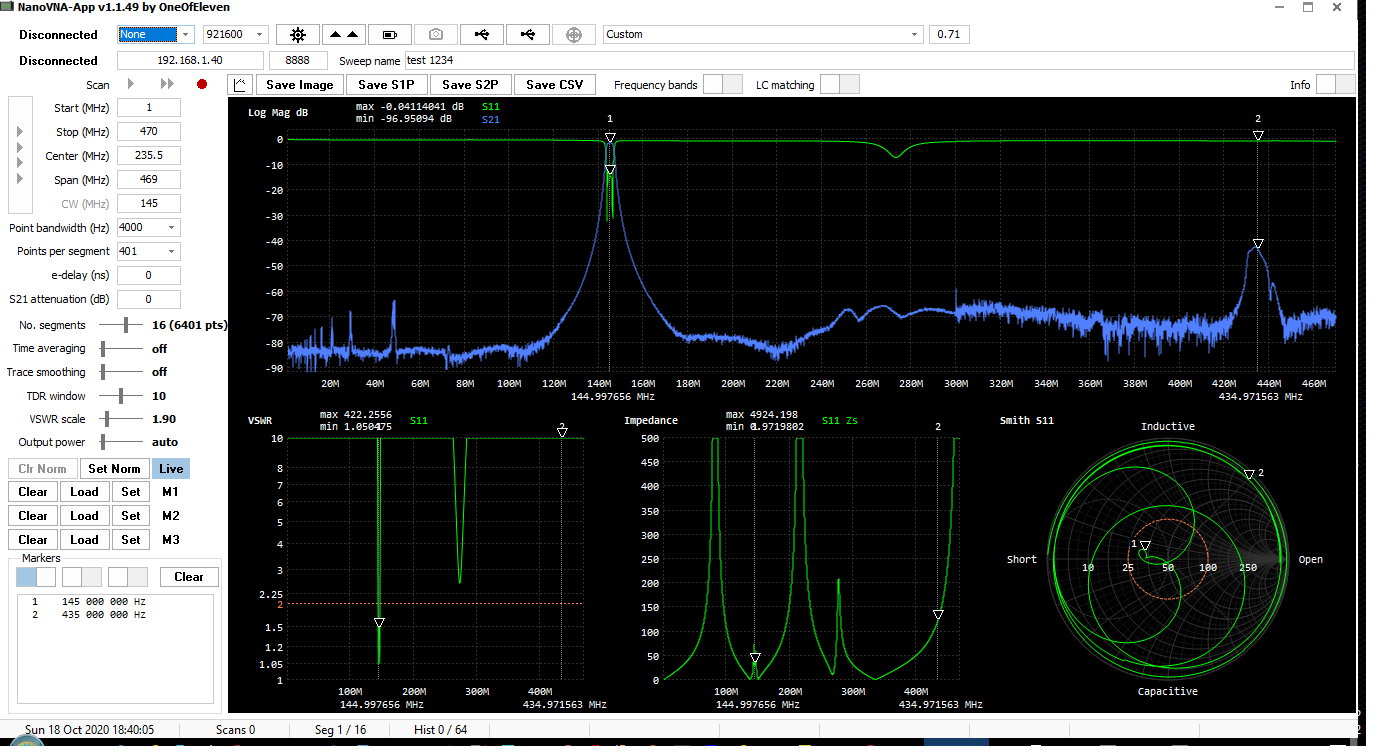 NanoVNA-App v1.1.49 by OneOfEleven
Disconnected None 921600 Custom 0.71
Disconnected 192.168.1.40 8888 Sweep name test 1234
Scan Save Image Save S1P Save S2P Save CSV Frequency bands LC matching Info
Start (MHz) 1
Stop (MHz) 470
Center (MHz) 235.5
Span (MHz) 469
CW (MHz) 145
Point bandwidth (Hz) 4000
Points per segment 401
e-delay (ns) 0
S21 attenuation (dB) 0
No. segments 16 (6401 pts)
Time averaging off
Trace smoothing off
TDR window 10
VSWR scale 1.90
Output power auto
Clr Norm Set Norm Live
Clear Load Set M1
Clear Load Set M2
Clear Load Set M3
Markers
Clear
1 145 000 000 Hz
2 435 000 000 Hz
Log Mag dB
max -0.04114041 dB S11
min -96.95094 dB S21
1 2
0
-10
-20
-30
-40
-50
-60
-70
-80
-90
20M 40M 60M 80M 100M 120M 140M 160M 180M 200M 220M 240M 260M 280M 300M 320M 340M 360M 380M 400M 420M 440M 460M
144.997656 MHz 434.971563 MHz
VSWR
max 422.2556 S11
2
10
8
7
6
5
4
3
2.25
2
1.5
1.2
1.05
1
100M 200M 300M 400M
144.997656 MHz 434.971563 MHz
Impedance
max 4924.198 S11 Zs
2
500
450
400
350
300
250
200
150
100
50
0
100M 200M 300M 400M
144.997656 MHz 434.971563 MHz
Smith S11
Inductive
2
1
Short 10 25 50 100 250 Open
Capacitive
Sun 18 Oct 2020 18:40:05 Scans 0 Seg 1 / 16 Hist 0 / 64